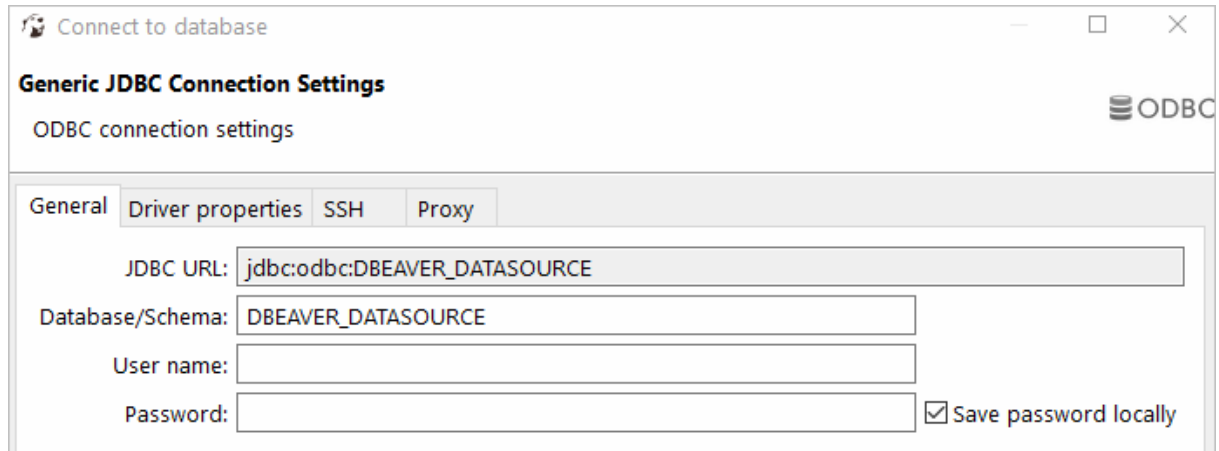 Connect to database
Generic JDBC Connection Settings
ODBC connection settings
ODBC
General Driver properties SSH Proxy
JDBC URL: jdbc:odbc:DBEAVER_DATASOURCE
Database/Schema: DBEAVER_DATASOURCE
User name:
Password: Save password locally